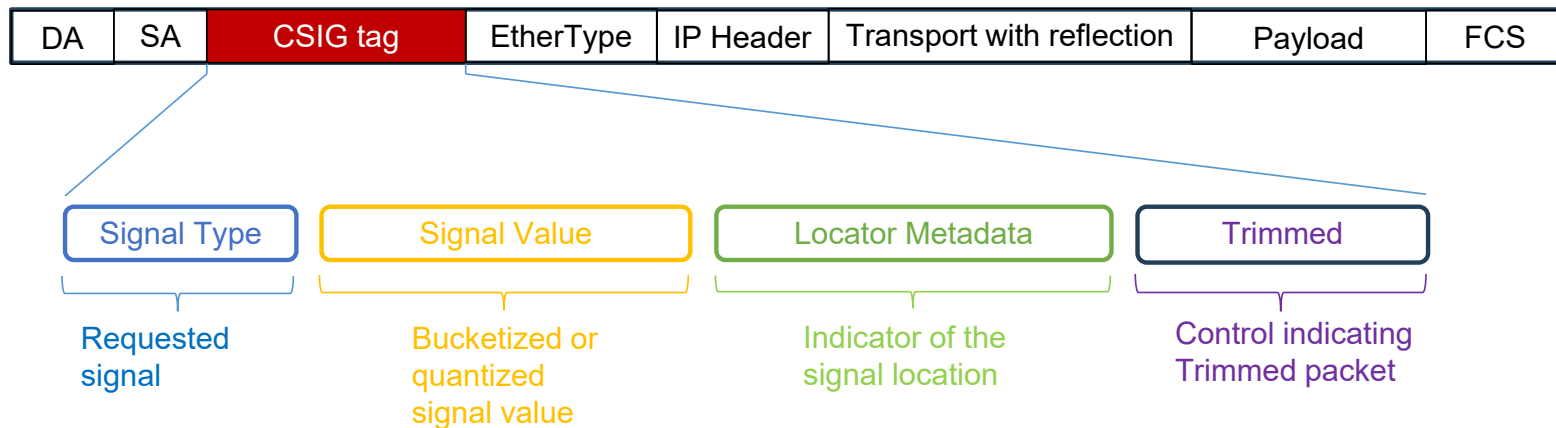 DA SA CSIG tag EtherType IP Header Transport with reflection Payload FCS
Signal Type Signal Value Locator Metadata Trimmed
Requested
signal
Bucketized or
quantized
signal value
Indicator of the
signal location
Control indicating
Trimmed packet